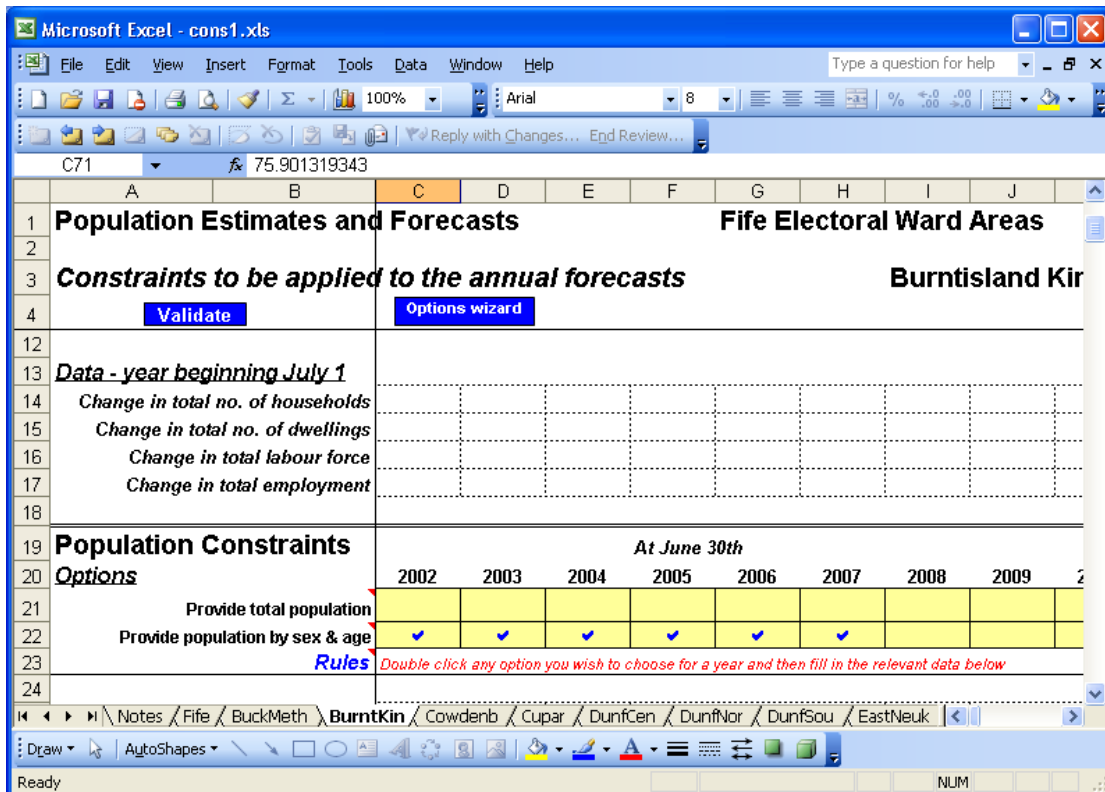 Microsoft Excel - cons1.xls
File Edit View Insert Format Tools Data Window Help Type a question for help
100% Arial 8
Reply with Changes... End Review...
C71 fx 75.901319343
A B C D E F G H I J
1 Population Estimates and Forecasts Fife Electoral Ward Areas
2
3 Constraints to be applied to the annual forecasts Burntisland Kin
4 Validate Options wizard
12
13 Data - year beginning July 1
14 Change in total no. of households
15 Change in total no. of dwellings
16 Change in total labour force
17 Change in total employment
18
19 Population Constraints At June 30th
20 Options 2002 2003 2004 2005 2006 2007 2008 2009 2
21 Provide total population
22 Provide population by sex & age
23 Rules Double click any option you wish to choose for a year and then fill in the relevant data below
24
Notes Fife BuckMeth BurntKin Cowdenb Cupar DunfCen DunfNor DunfSou EastNeuk
Draw AutoShapes
Ready NUM